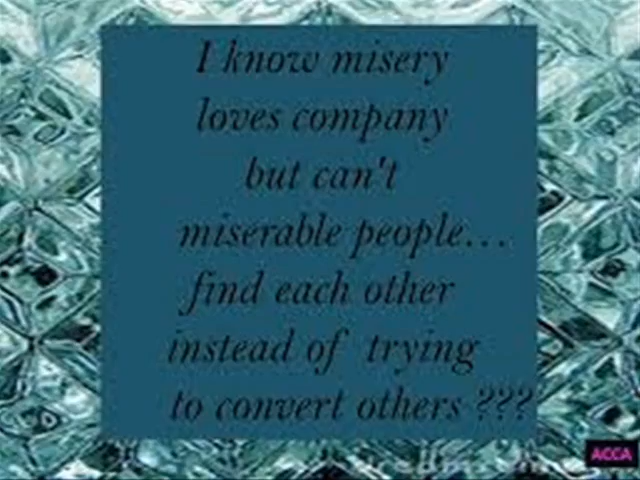 I know misery
loves company
but can't
miserable people...
find each other
instead of trying
to convert others ???
ACCA